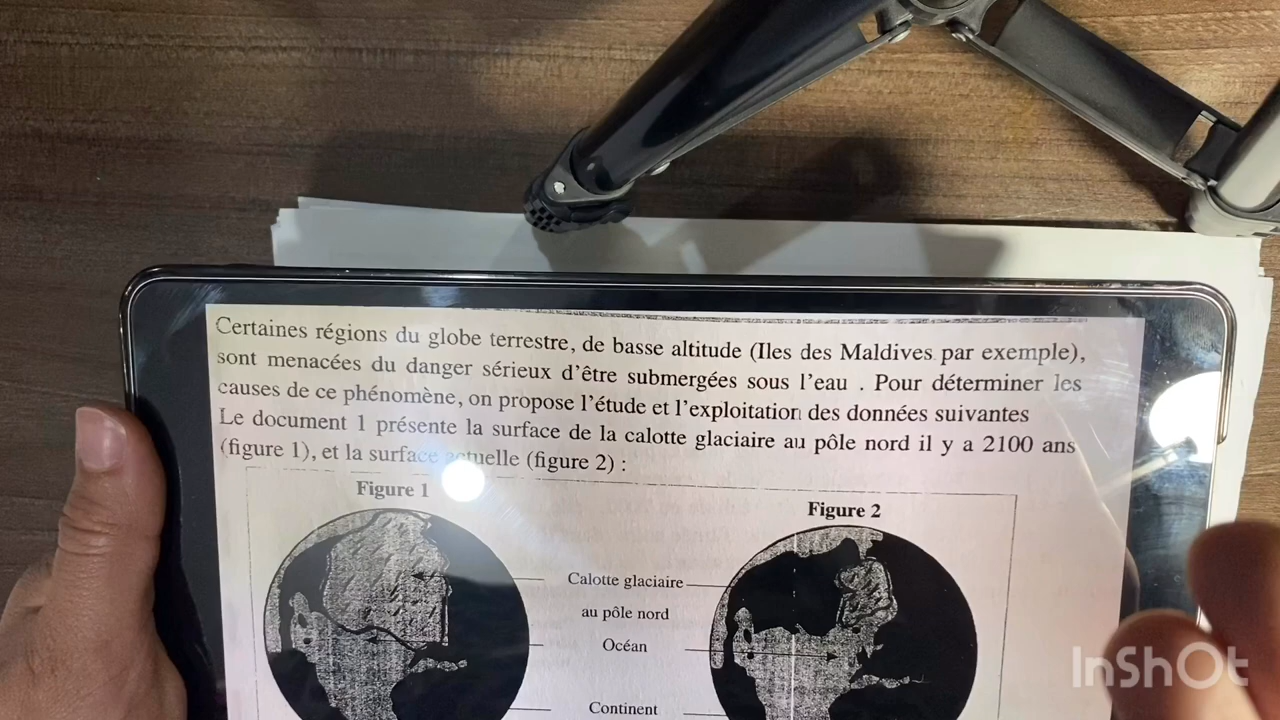 Certaines régions du globe terrestre, de basse altitude (Iles des Maldives par exemple),
sont menacées du danger sérieux d'être submergées sous l'eau . Pour déterminer les
causes de ce phénomène, on propose l'étude et l'exploitation des données suivantes
Le document 1 présente la surface de la calotte glaciaire au pôle nord il y a 2100 ans
(figure 1), et la surface actuelle (figure 2) :
Figure 1
Figure 2
Calotte glaciaire
au pôle nord
Océan
Continent
InShOt